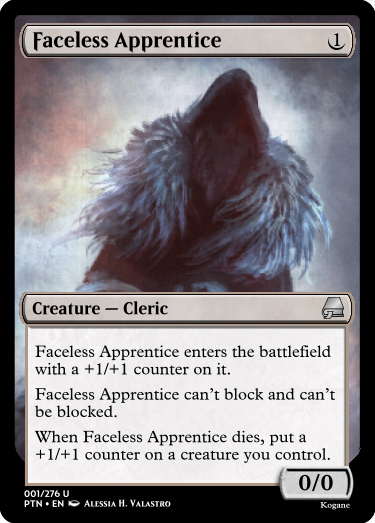 Faceless Apprentice 1
Creature — Cleric
Faceless Apprentice enters the battlefield
with a +1/+1 counter on it.
Faceless Apprentice can't block and can't
be blocked.
When Faceless Apprentice dies, put a
+1/+1 counter on a creature you control.
0/0
001/276 U
PTN • EN Alessia H. Valastro
Kogane